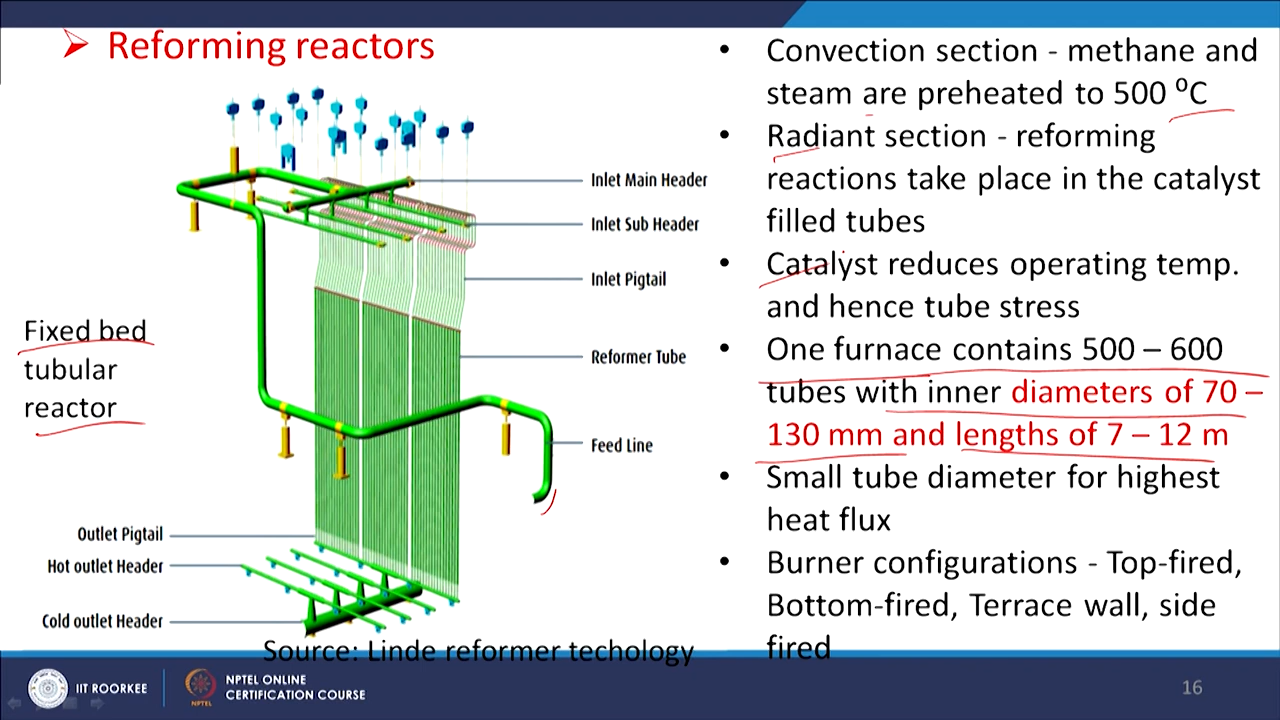 Reforming reactors
Inlet Main Header
Inlet Sub Header
Inlet Pigtail
Reformer Tube
Feed Line
Outlet Pigtail
Hot outlet Header
Cold outlet Header
Fixed bed
tubular
reactor
Source: Linde reformer techology
• Convection section - methane and
steam are preheated to 500 ⁰C
• Radiant section - reforming
reactions take place in the catalyst
filled tubes
• Catalyst reduces operating temp.
and hence tube stress
• One furnace contains 500 – 600
tubes with inner diameters of 70 –
130 mm and lengths of 7 – 12 m
• Small tube diameter for highest
heat flux
• Burner configurations - Top-fired,
Bottom-fired, Terrace wall, side
fired
IIT ROORKEE
NPTEL
NPTEL ONLINE
CERTIFICATION COURSE
16